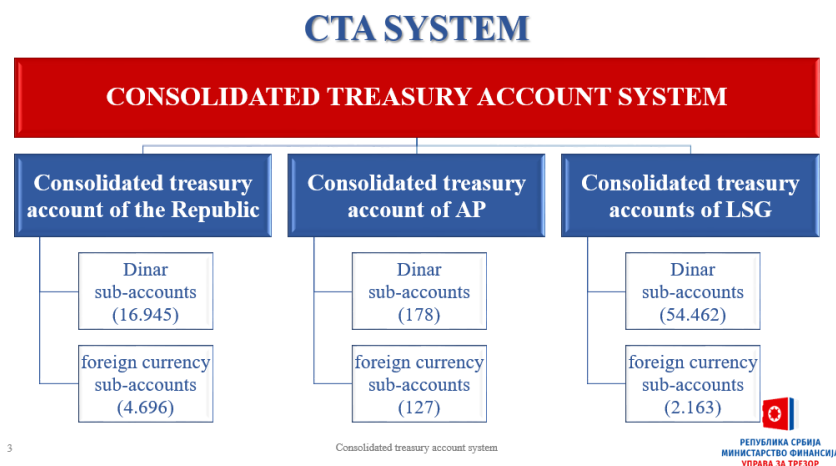 CTA SYSTEM
CONSOLIDATED TREASURY ACCOUNT SYSTEM
Consolidated treasury
account of the Republic
Dinar
sub-accounts
(16.945)
foreign currency
sub-accounts
(4.696)
Consolidated treasury
account of AP
Dinar
sub-accounts
(178)
foreign currency
sub-accounts
(127)
Consolidated treasury
accounts of LSG
Dinar
sub-accounts
(54.462)
foreign currency
sub-accounts
(2.163)
3
Consolidated treasury account system
РЕПУБЛИКА СРБИЈА
МИНИСТАРСТВО ФИНАНСИЈА
УПРАВА ЗА ТРЕЗОР